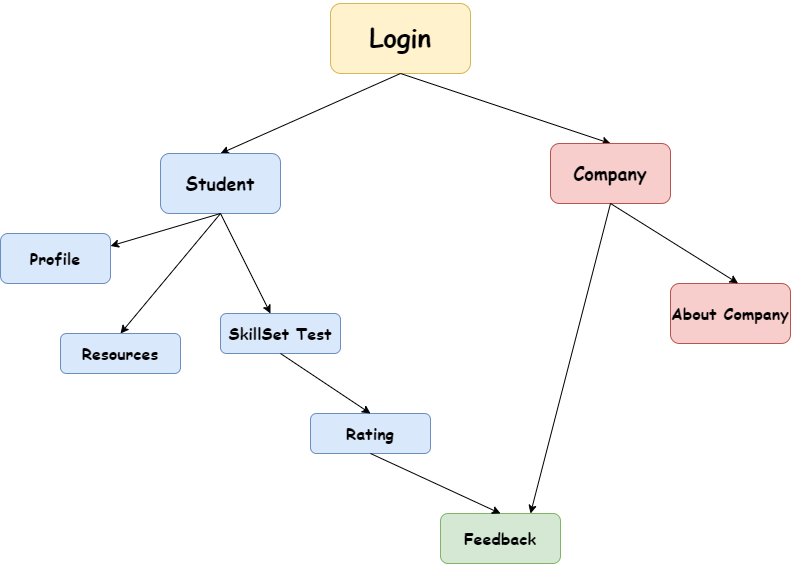 Login
Student
Company
Profile
About Company
SkillSet Test
Resources
Rating
Feedback